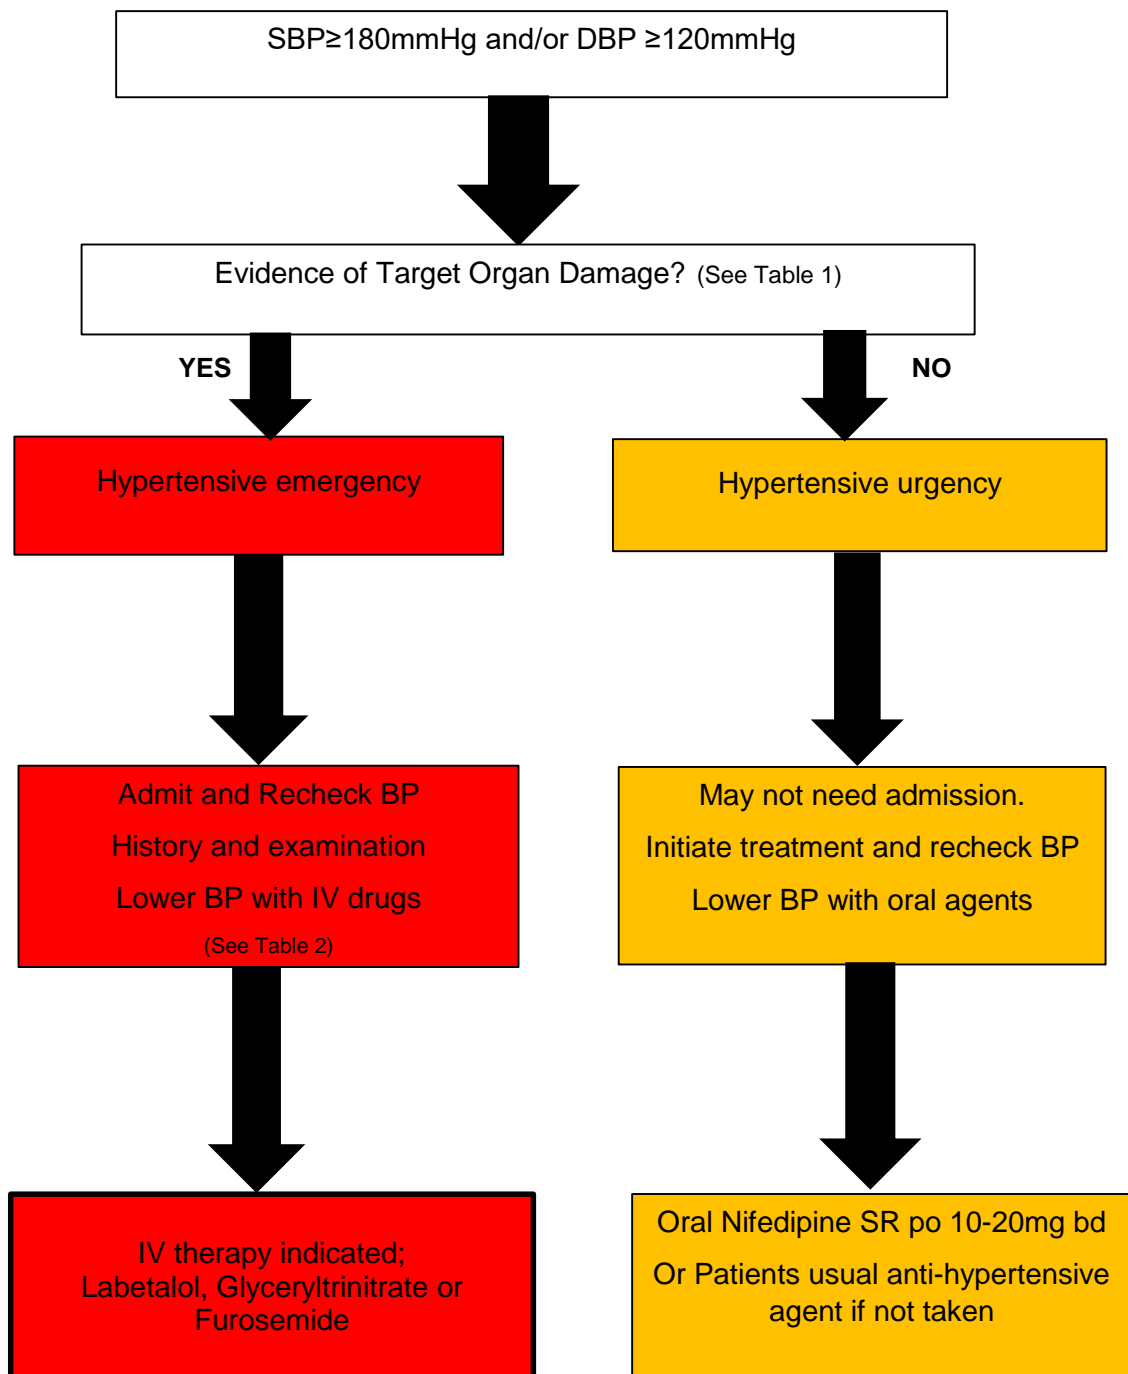 SBP≥180mmHg and/or DBP ≥120mmHg
Evidence of Target Organ Damage? (See Table 1)
YES
NO
Hypertensive emergency
Hypertensive urgency
Admit and Recheck BP
History and examination
Lower BP with IV drugs
(See Table 2)
May not need admission.
Initiate treatment and recheck BP
Lower BP with oral agents
IV therapy indicated;
Labetalol, Glyceryltrinitrate or
Furosemide
Oral Nifedipine SR po 10-20mg bd
Or Patients usual anti-hypertensive
agent if not taken